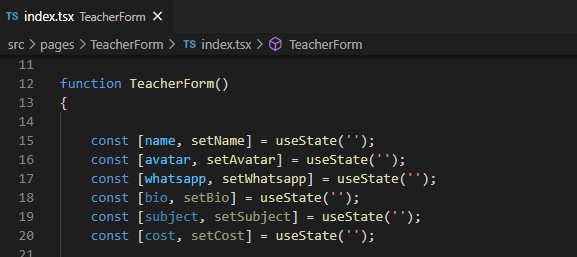 TS index.tsx TeacherForm ×
src > pages > TeacherForm > TS index.tsx > TeacherForm
11
12 function TeacherForm()
13 {
14
15 const [name, setName] = useState('');
16 const [avatar, setAvatar] = useState('');
17 const [whatsapp, setWhatsapp] = useState('');
18 const [bio, setBio] = useState('');
19 const [subject, setSubject] = useState('');
20 const [cost, setCost] = useState('');
21